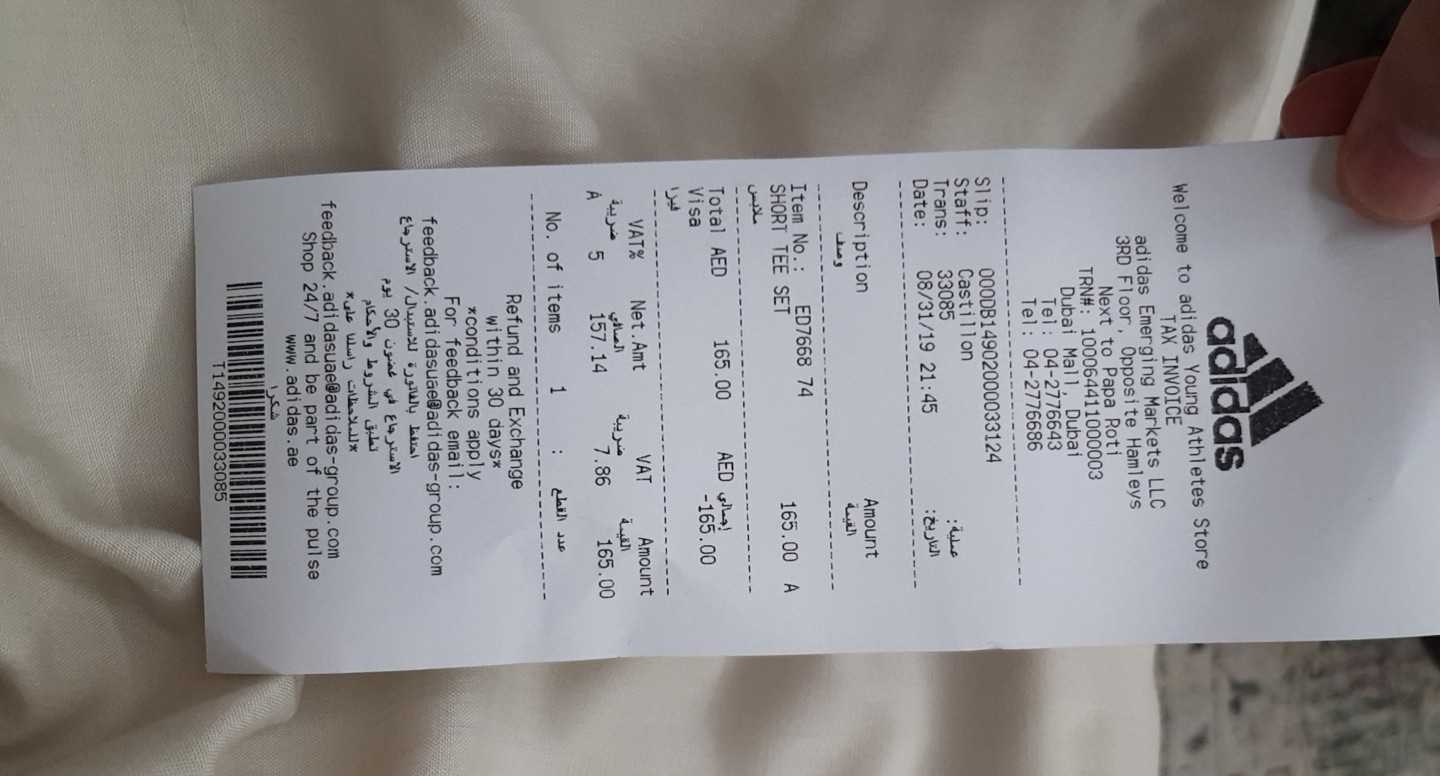 adidas
Welcome to adidas Young Athletes Store
TAX INVOICE
adidas Emerging Markets LLC
3RD Floor, Opposite Hamleys
Next to Papa Roti
TRN#: 100064411000003
Dubai Mall, Dubai
Tel: 04-2776643
Tel: 04-2776686
Slip: 000DB1490200000033124
Staff: Castillon عملية:
Trans: 33085
Date: 08/31/19 21:45 التاريخ:
Description Amount
وصف القيمة
Item No.: ED7668 74
SHORT TEE SET 165.00 A
ملابس
Total AED 165.00 AED إجمالي
Visa -165.00
فيزا
VAT% Net.Amt VAT Amount
ضريبة الصافي ضريبة القيمة
A 5 157.14 7.86 165.00
No. of items 1 : عدد القطع
Refund and Exchange
within 30 days*
*conditions apply
For feedback email:
feedback.adidasuae@adidas-group.com
احتفظ بالفاتورة للاستبدال/ الاسترجاع
الاسترجاع في غضون 30 يوم
تطبق الشروط والأحكام
*للملاحظات راسلنا على*
feedback.adidasuae@adidas-group.com
Shop 24/7 and be part of the pulse
www.adidas.ae
شكرا
T149200000033085